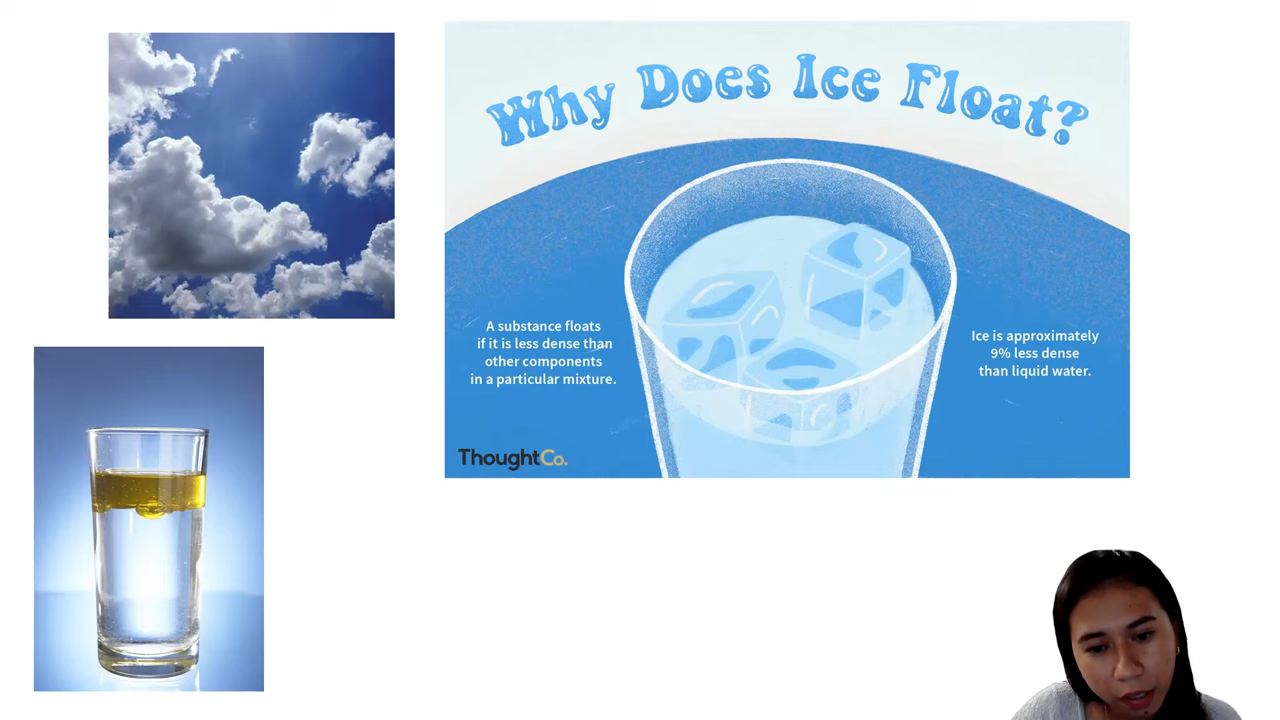 Why Does Ice Float?
A substance floats
if it is less dense than
other components
in a particular mixture.
Ice is approximately
9% less dense
than liquid water.
ThoughtCo.